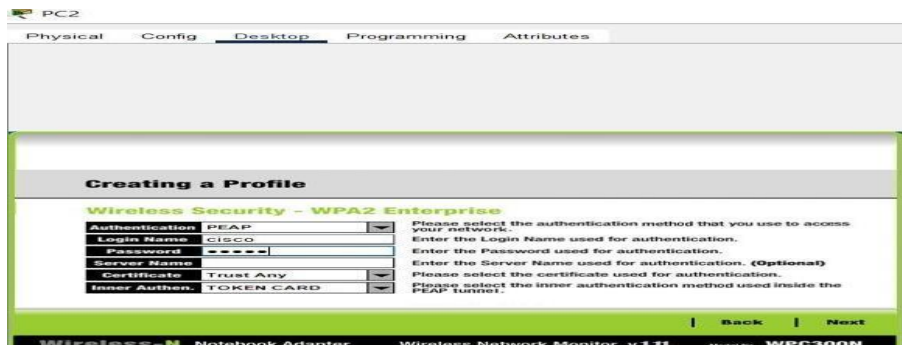 PC2
Physical Config Desktop Programming Attributes
Creating a Profile
Wireless Security - WPA2 Enterprise
Authentication PEAP Please select the authentication method that you use to access your network.
Login Name cisco Enter the Login Name used for authentication.
Password ••••• Enter the Password used for authentication.
Server Name Enter the Server Name used for authentication. (Optional)
Certificate Trust Any Please select the certificate used for authentication.
Inner Authen. TOKEN CARD Please select the inner authentication method used inside the PEAP tunnel.
Back Next
Wireless-N Notebook Adapter Wireless Network Monitor v1.11 WPC300N